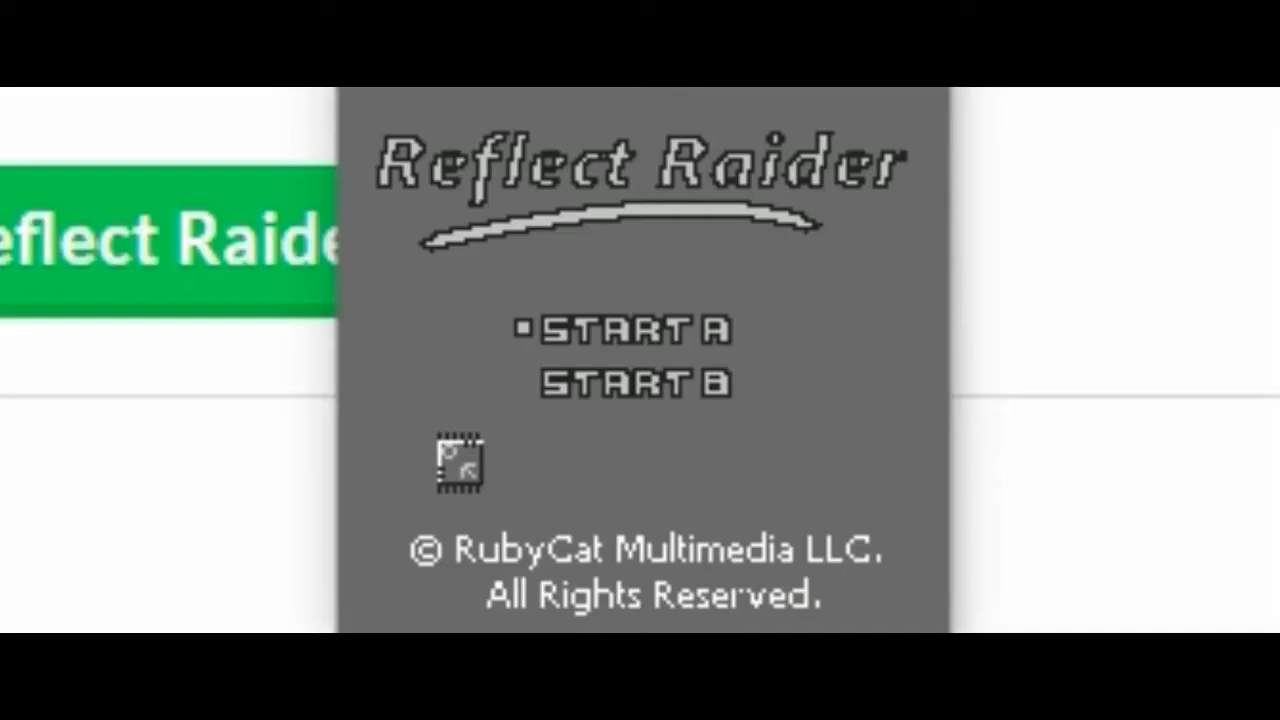 Reflect Raider
eflect Raide
START A
START B
© RubyCat Multimedia LLC.
All Rights Reserved.